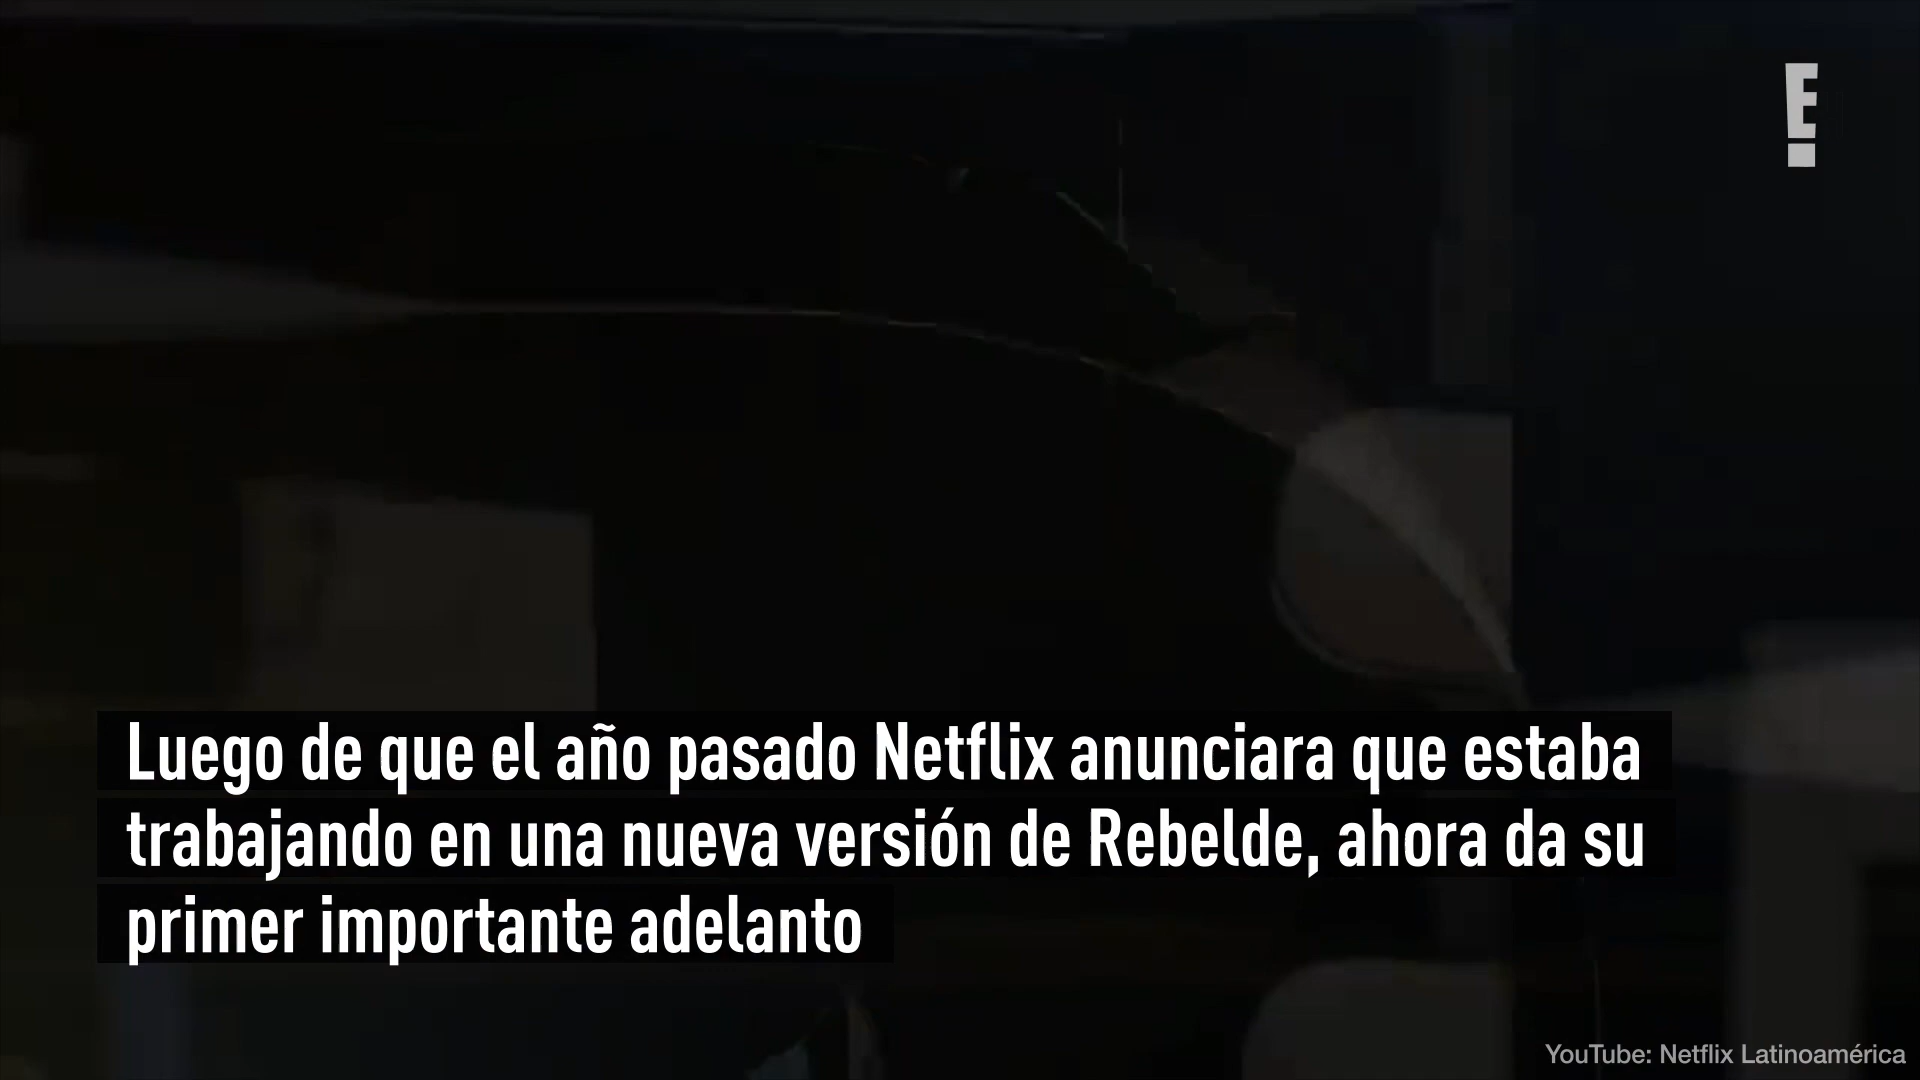 E!
Luego de que el año pasado Netflix anunciara que estaba
trabajando en una nueva versión de Rebelde, ahora da su
primer importante adelanto
YouTube: Netflix Latinoamérica